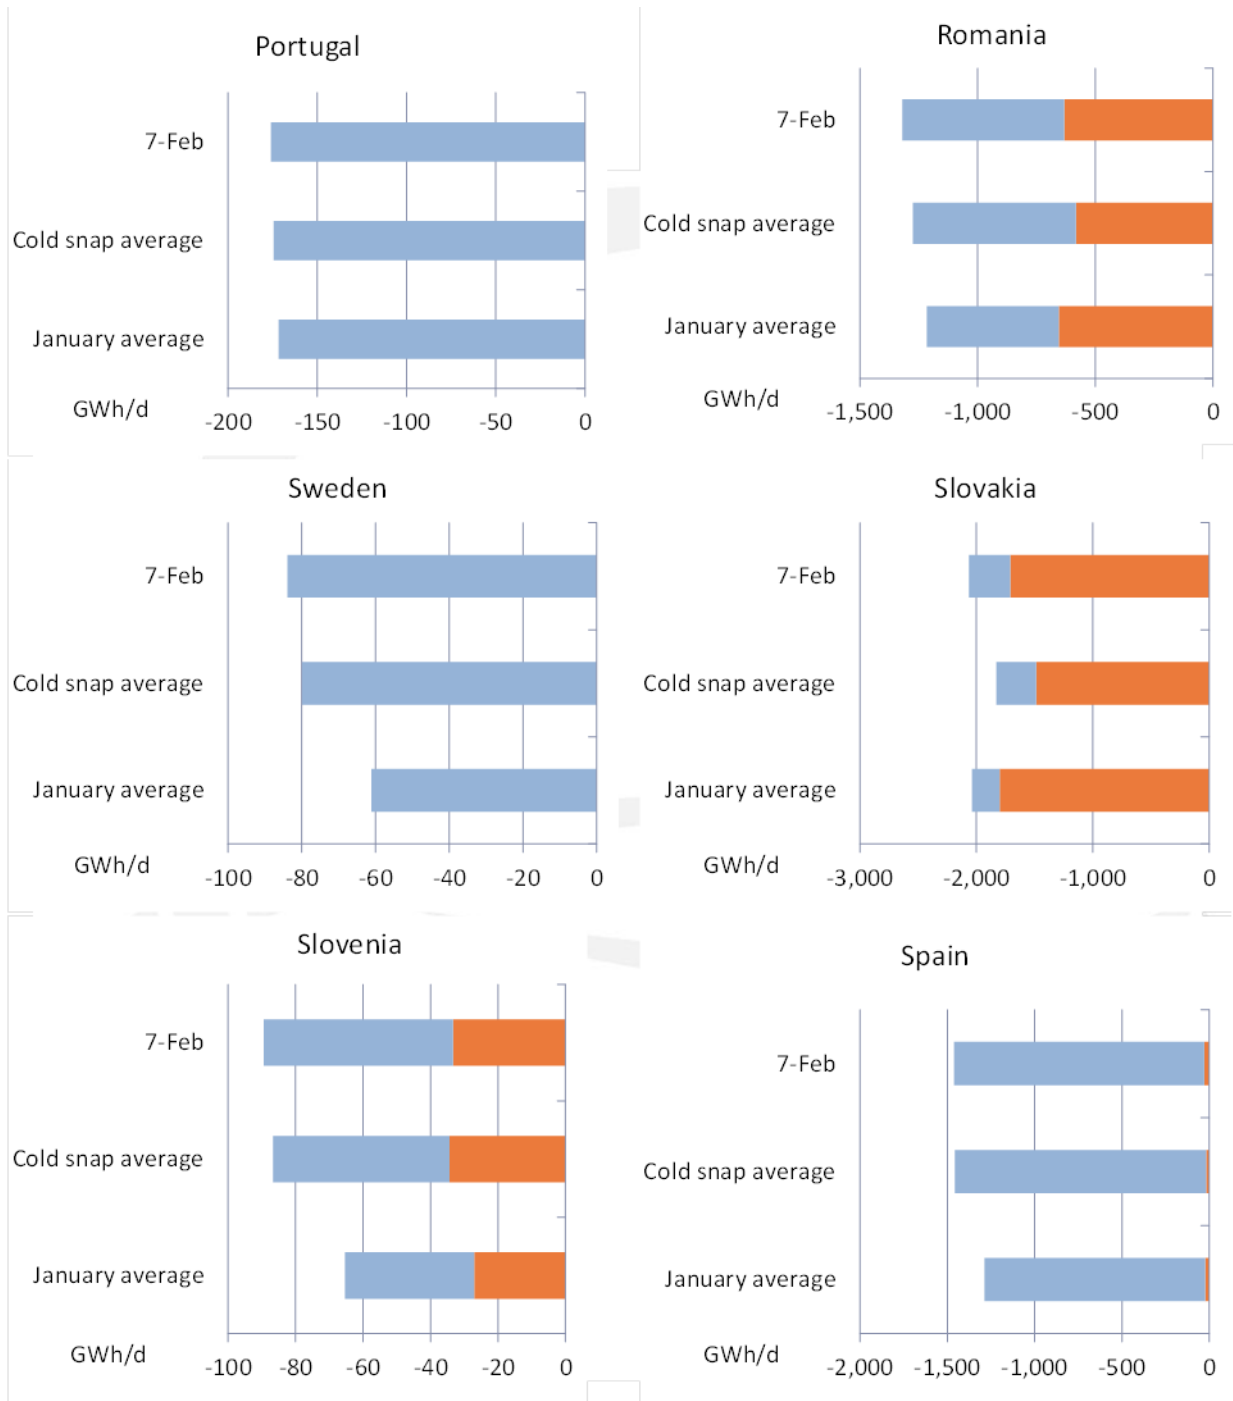 Portugal
7-Feb
Cold snap average
January average
GWh/d
-200 -150 -100 -50 0
Romania
7-Feb
Cold snap average
January average
GWh/d
-1,500 -1,000 -500 0
Sweden
7-Feb
Cold snap average
January average
GWh/d
-100 -80 -60 -40 -20 0
Slovakia
7-Feb
Cold snap average
January average
GWh/d
-3,000 -2,000 -1,000 0
Slovenia
7-Feb
Cold snap average
January average
GWh/d
-100 -80 -60 -40 -20 0
Spain
7-Feb
Cold snap average
January average
GWh/d
-2,000 -1,500 -1,000 -500 0